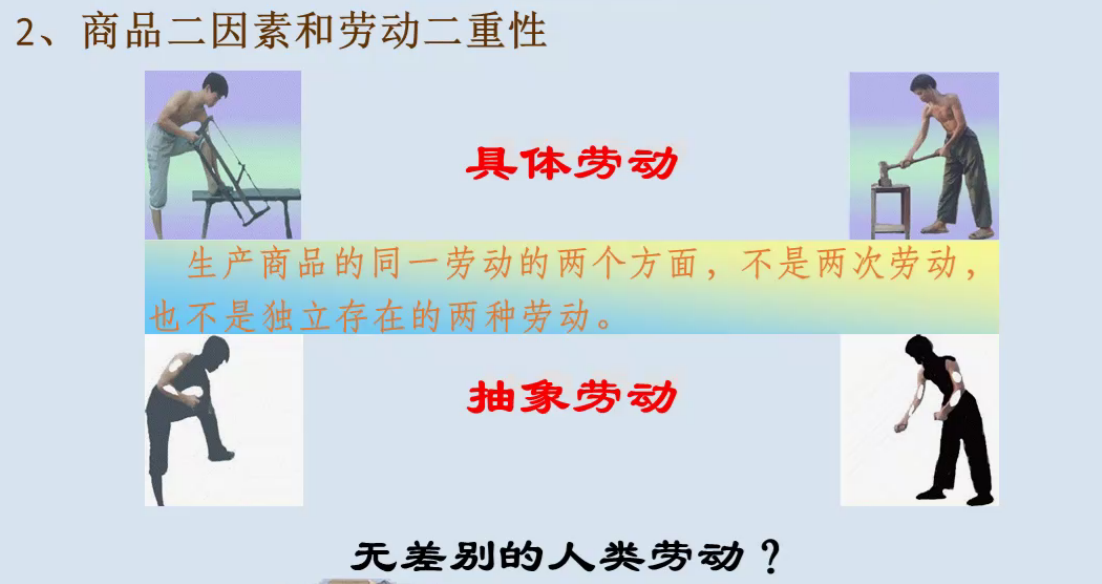 2、商品二因素和劳动二重性
具体劳动
生产商品的同一劳动的两个方面，不是两次劳动，
也不是独立存在的两种劳动。
抽象劳动
无差别的人类劳动？